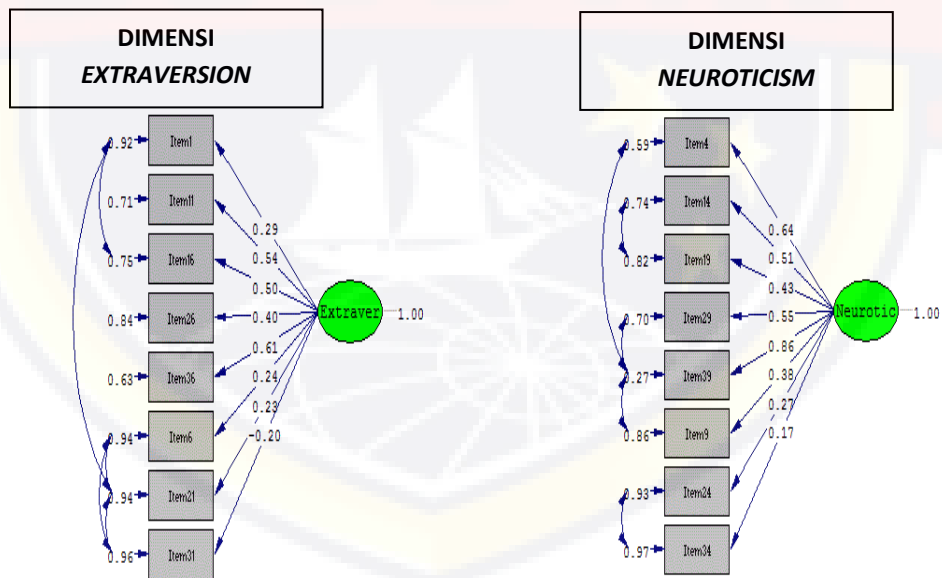 DIMENSI
EXTRAVERSION
0.92
Item1
0.71
Item11
0.75
Item16
0.84
Item26
0.63
Item36
0.94
Item6
0.94
Item21
0.96
Item31
0.29
0.54
0.50
0.40
0.61
0.24
0.23
-0.20
Extraver
1.00
DIMENSI
NEUROTICISM
0.59
Item4
0.74
Item14
0.82
Item19
0.70
Item29
0.27
Item39
0.86
Item9
0.93
Item24
0.97
Item34
0.64
0.51
0.43
0.55
0.86
0.38
0.27
0.17
Neurotic
1.00